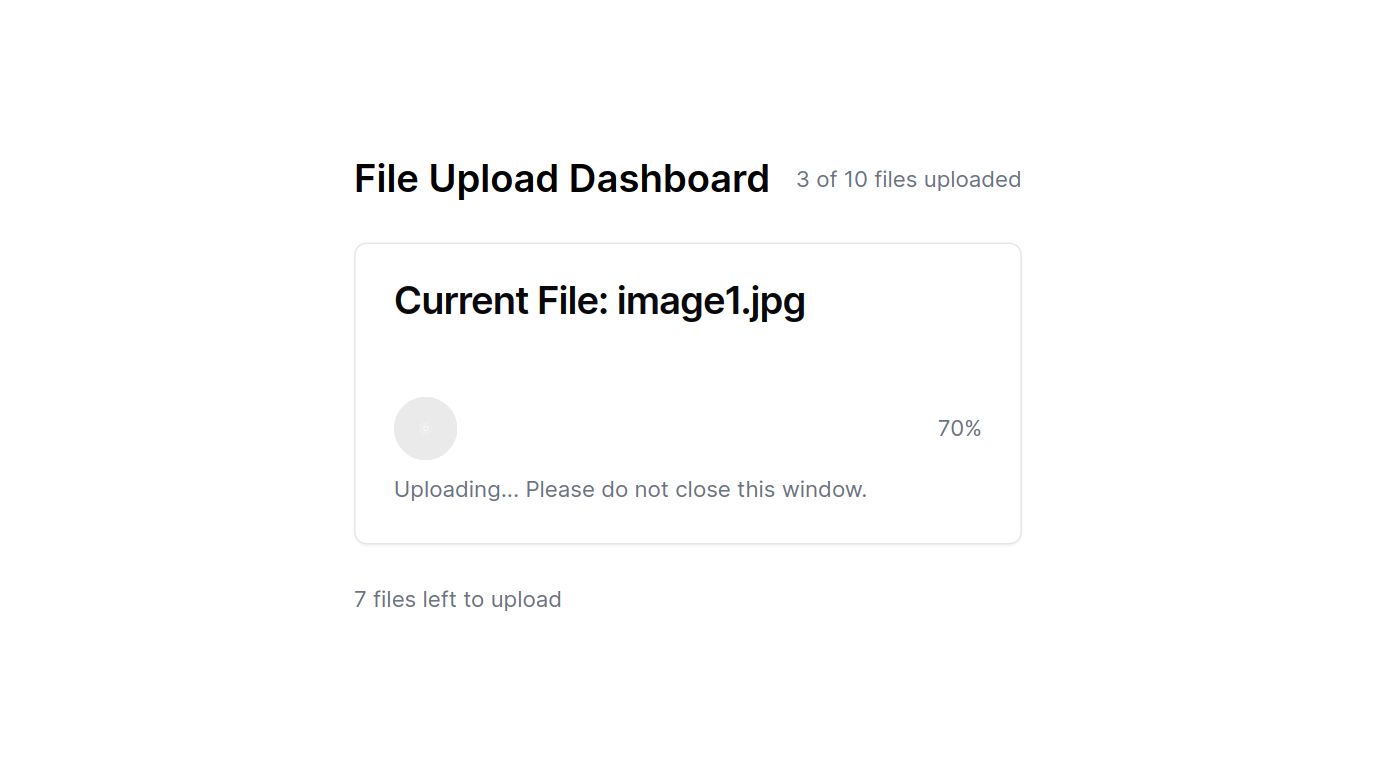 File Upload Dashboard
3 of 10 files uploaded
Current File: image1.jpg
70%
Uploading... Please do not close this window.
7 files left to upload